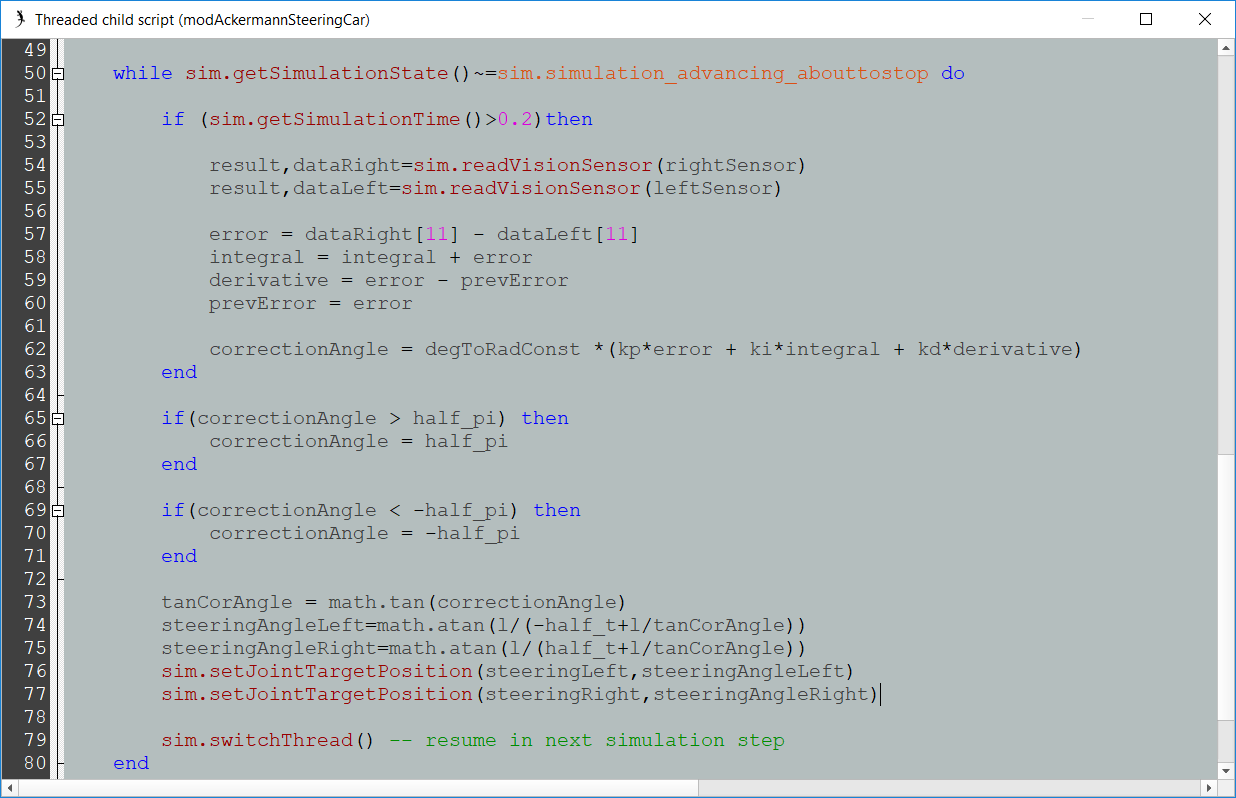 Threaded child script (modAckermannSteeringCar)
49
50 while sim.getSimulationState()~=sim.simulation_advancing_abouttostop do
51
52 if (sim.getSimulationTime()>0.2)then
53
54 result,dataRight=sim.readVisionSensor(rightSensor)
55 result,dataLeft=sim.readVisionSensor(leftSensor)
56
57 error = dataRight[11] - dataLeft[11]
58 integral = integral + error
59 derivative = error - prevError
60 prevError = error
61
62 correctionAngle = degToRadConst *(kp*error + ki*integral + kd*derivative)
63 end
64
65 if(correctionAngle > half_pi) then
66 correctionAngle = half_pi
67 end
68
69 if(correctionAngle < -half_pi) then
70 correctionAngle = -half_pi
71 end
72
73 tanCorAngle = math.tan(correctionAngle)
74 steeringAngleLeft=math.atan(l/(-half_t+l/tanCorAngle))
75 steeringAngleRight=math.atan(l/(half_t+l/tanCorAngle))
76 sim.setJointTargetPosition(steeringLeft,steeringAngleLeft)
77 sim.setJointTargetPosition(steeringRight,steeringAngleRight)
78
79 sim.switchThread() -- resume in next simulation step
80 end